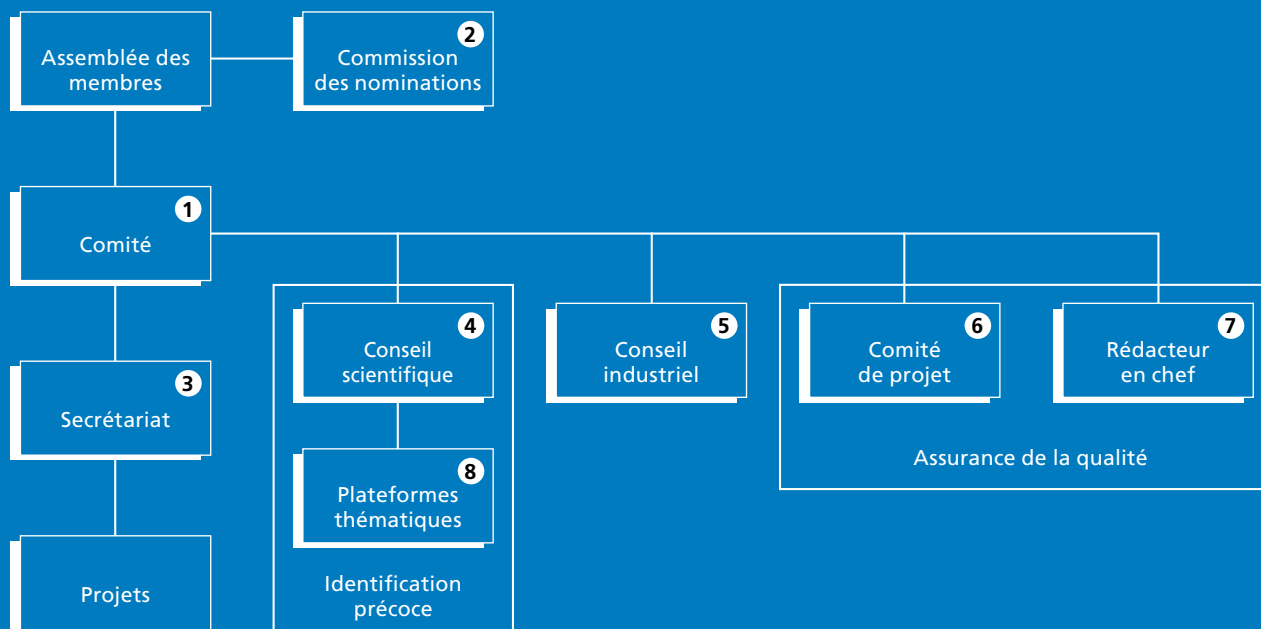 Assemblée des
membres
2
Commission
des nominations
1
Comité
3
Secrétariat
Projets
4
Conseil
scientifique
8
Plateformes
thématiques
Identification
précoce
5
Conseil
industriel
6
Comité
de projet
7
Rédacteur
en chef
Assurance de la qualité